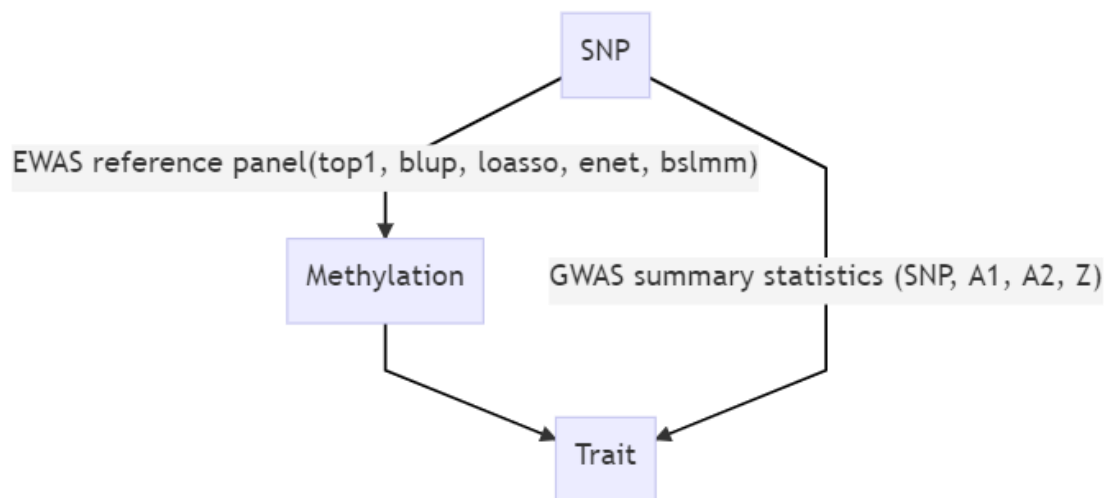 SNP
EWAS reference panel(top1, blup, loasso, enet, bslmm)
Methylation
GWAS summary statistics (SNP, A1, A2, Z)
Trait